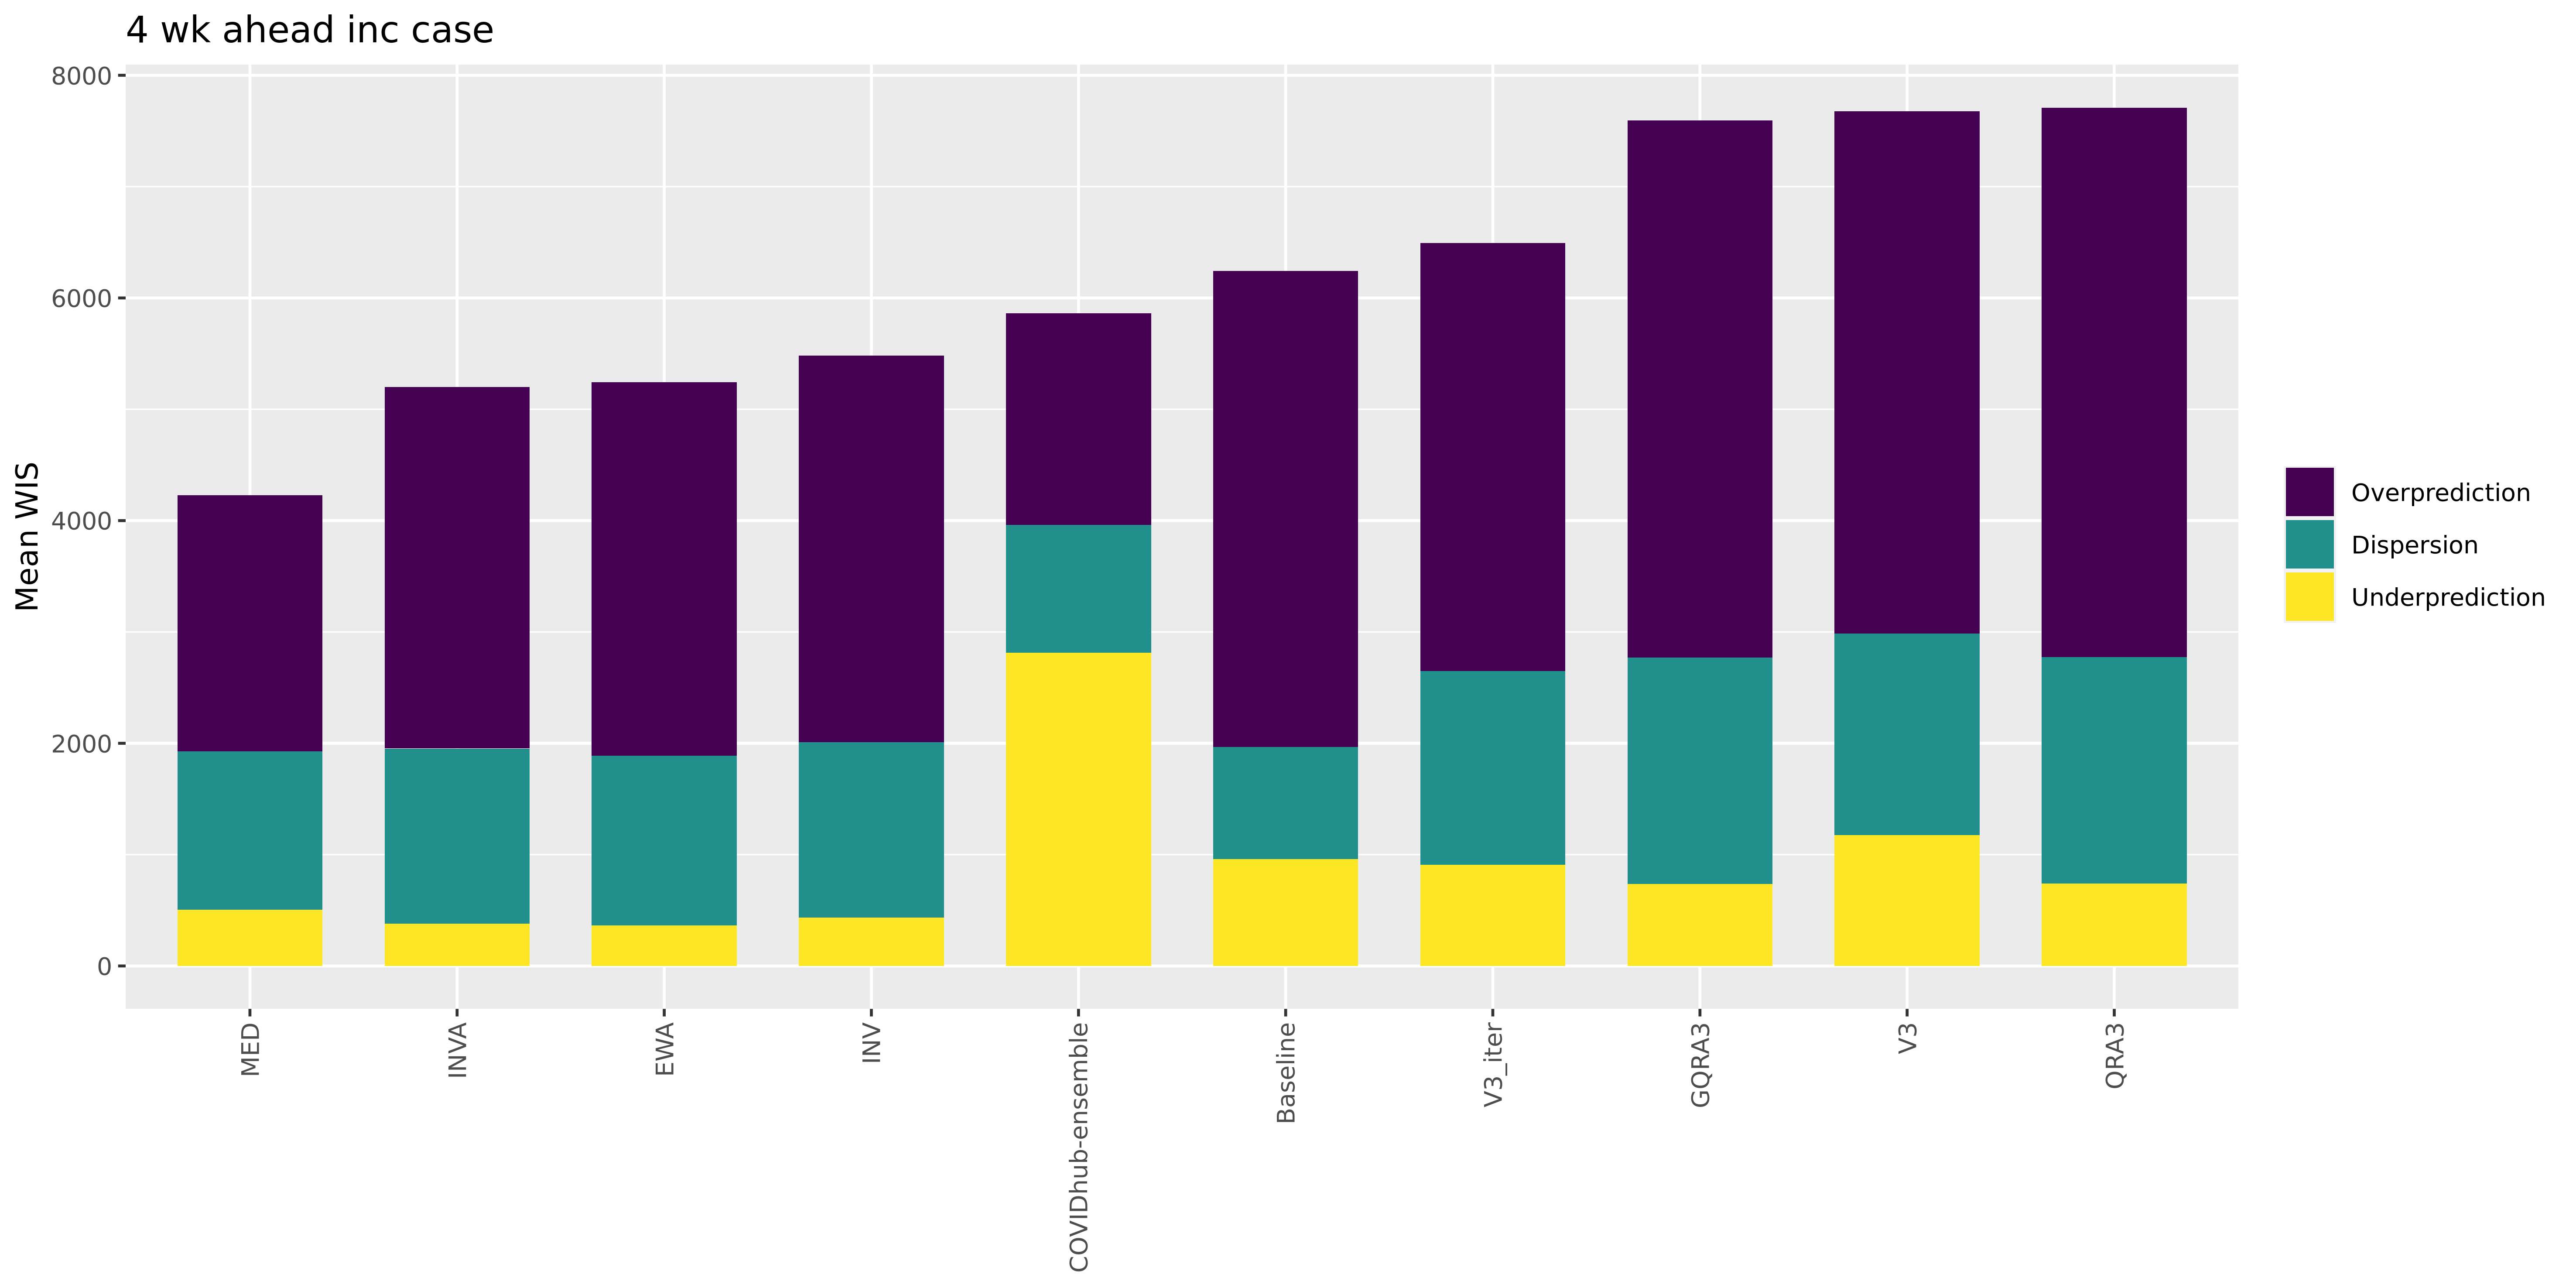 4 wk ahead inc case
Mean WIS
8000
6000
4000
2000
0
MED
INVA
EWA
INV
COVIDhub-ensemble
Baseline
V3_iter
GQRA3
V3
QRA3
Overprediction
Dispersion
Underprediction